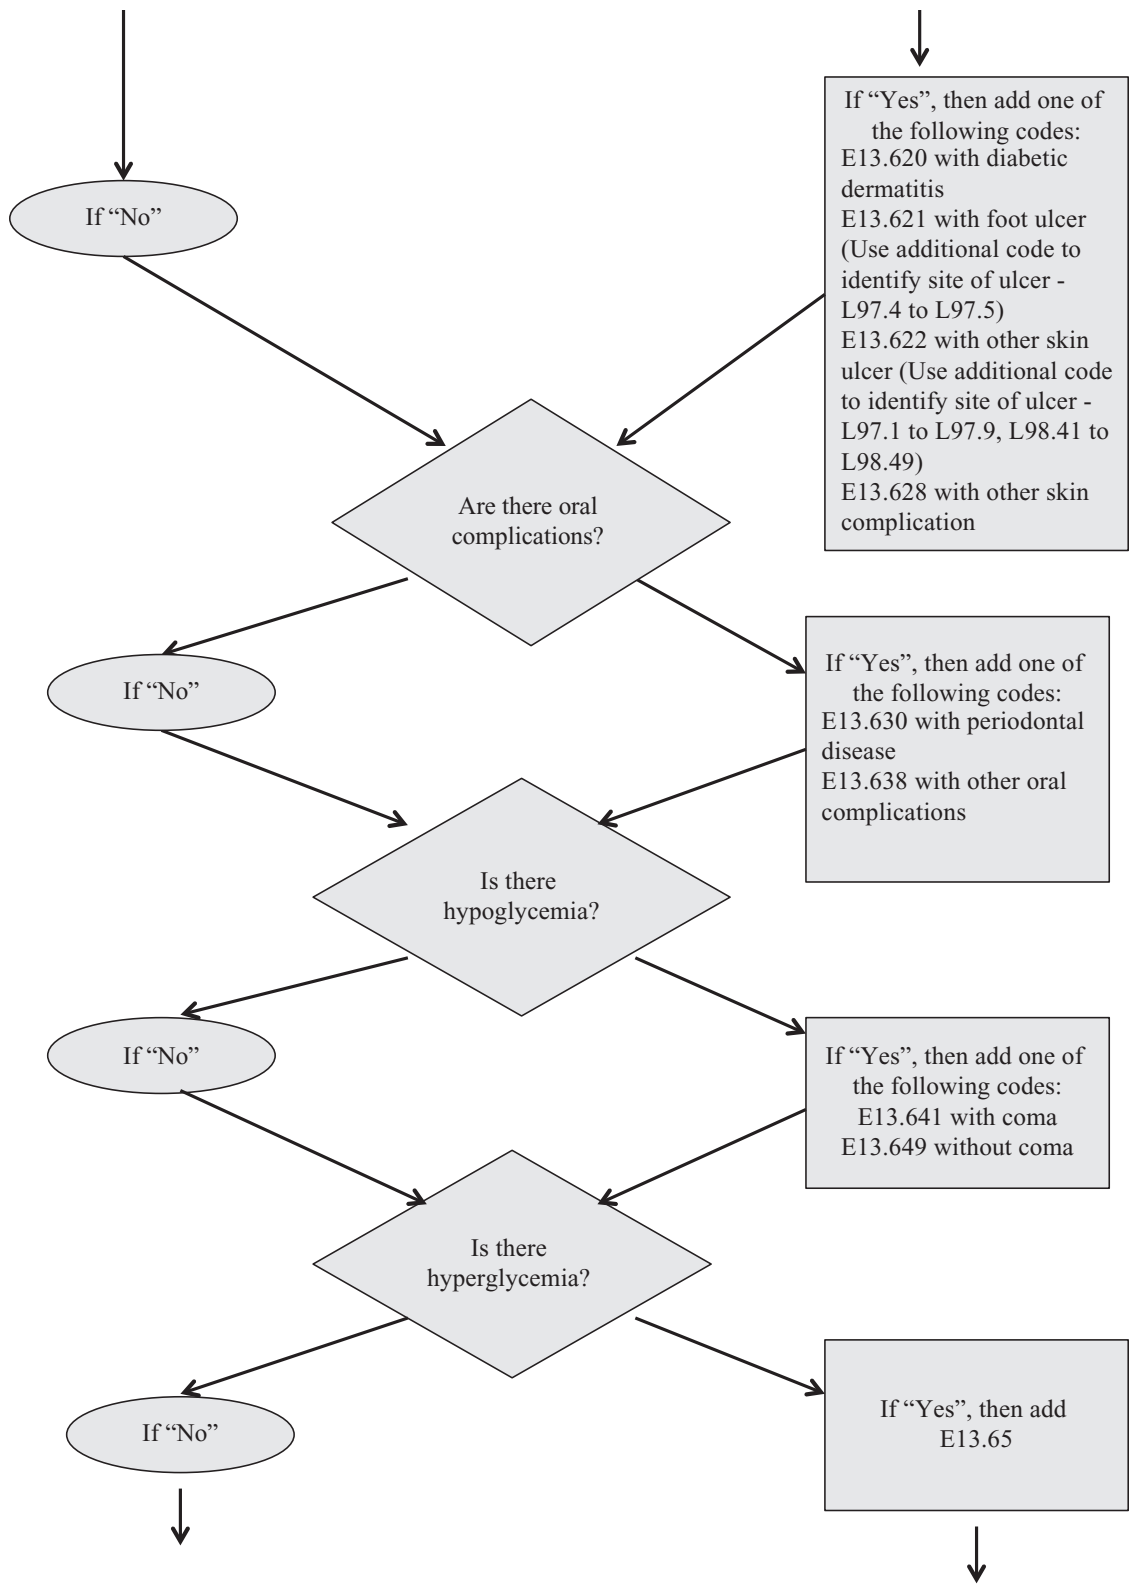 If “Yes”, then add one of
the following codes:
E13.620 with diabetic
dermatitis
E13.621 with foot ulcer
(Use additional code to
identify site of ulcer -
L97.4 to L97.5)
E13.622 with other skin
ulcer (Use additional code
to identify site of ulcer -
L97.1 to L97.9, L98.41 to
L98.49)
E13.628 with other skin
complication
If “No”
Are there oral
complications?
If “No”
If “Yes”, then add one of
the following codes:
E13.630 with periodontal
disease
E13.638 with other oral
complications
Is there
hypoglycemia?
If “No”
If “Yes”, then add one of
the following codes:
E13.641 with coma
E13.649 without coma
Is there
hyperglycemia?
If “No”
If “Yes”, then add
E13.65